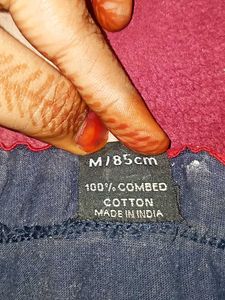 M/85cm
100% COMBED
COTTON
MADE IN INDIA